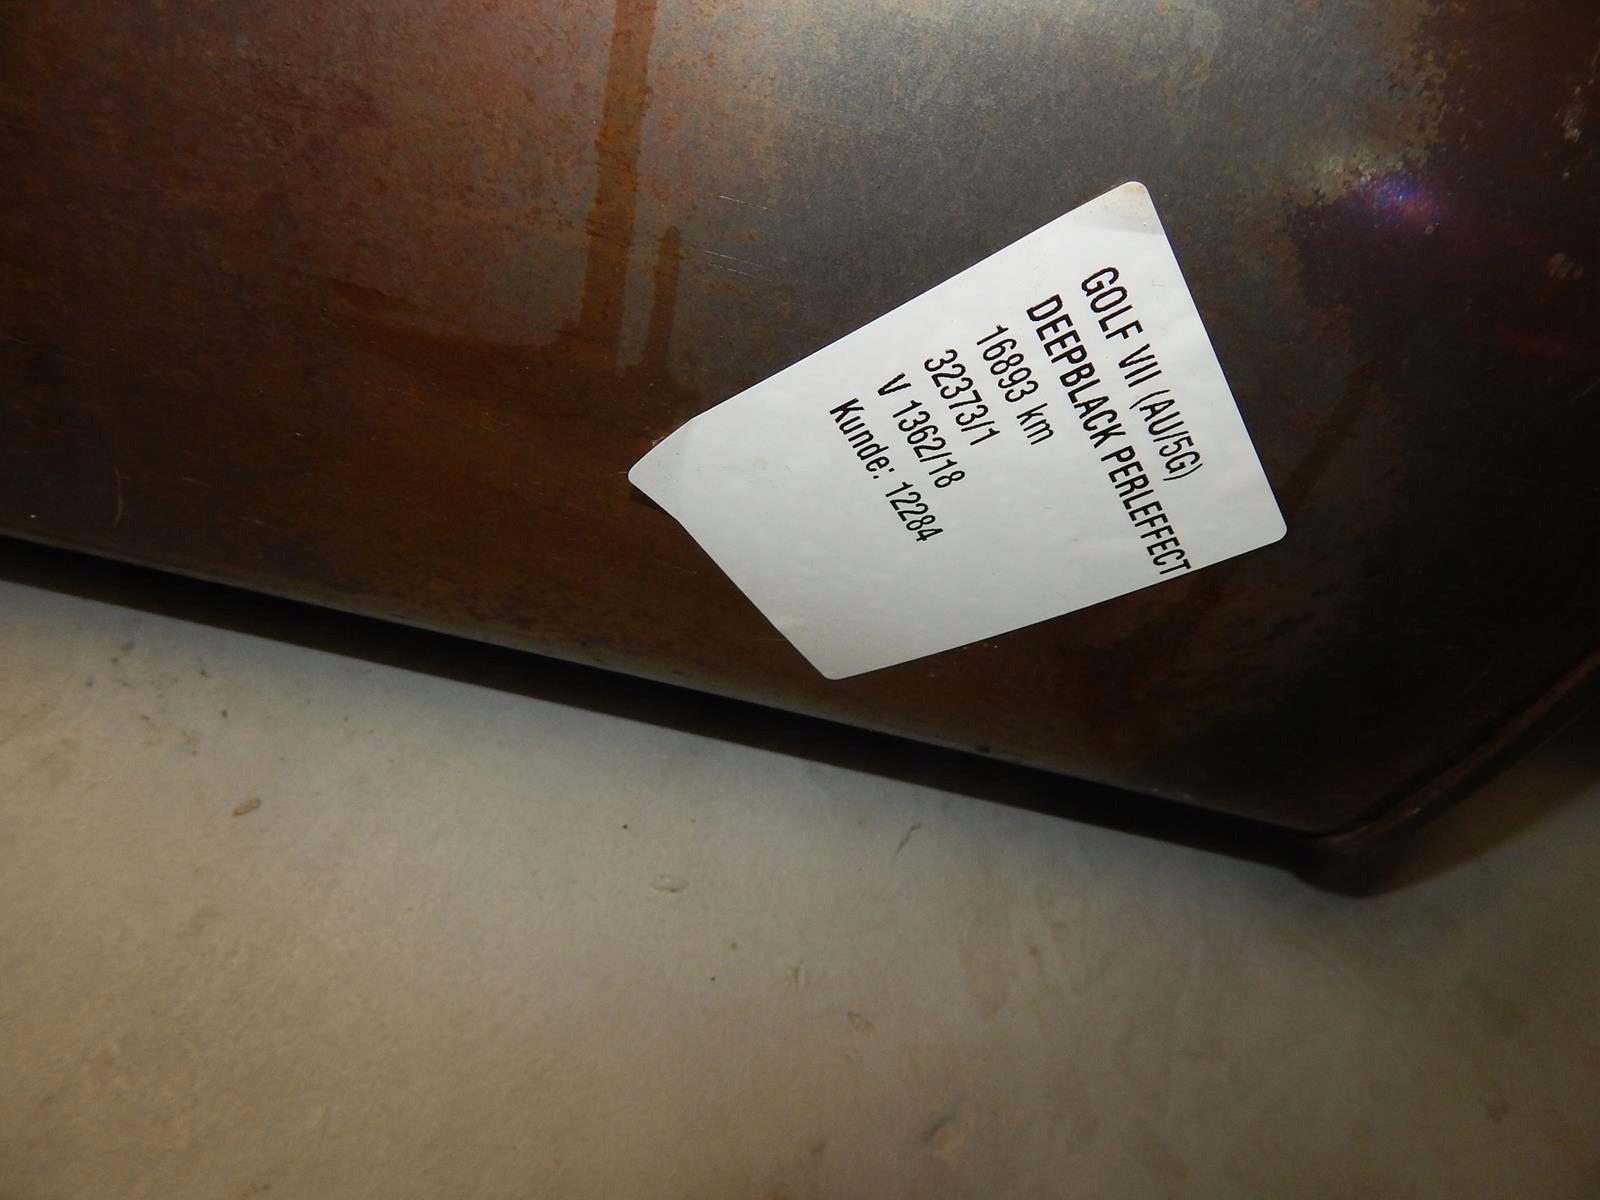 GOLF VII (AU/5G)
DEEPBLACK PERLEFFECT
16893 km
32373/1
V 1362/18
Kunde: 12284